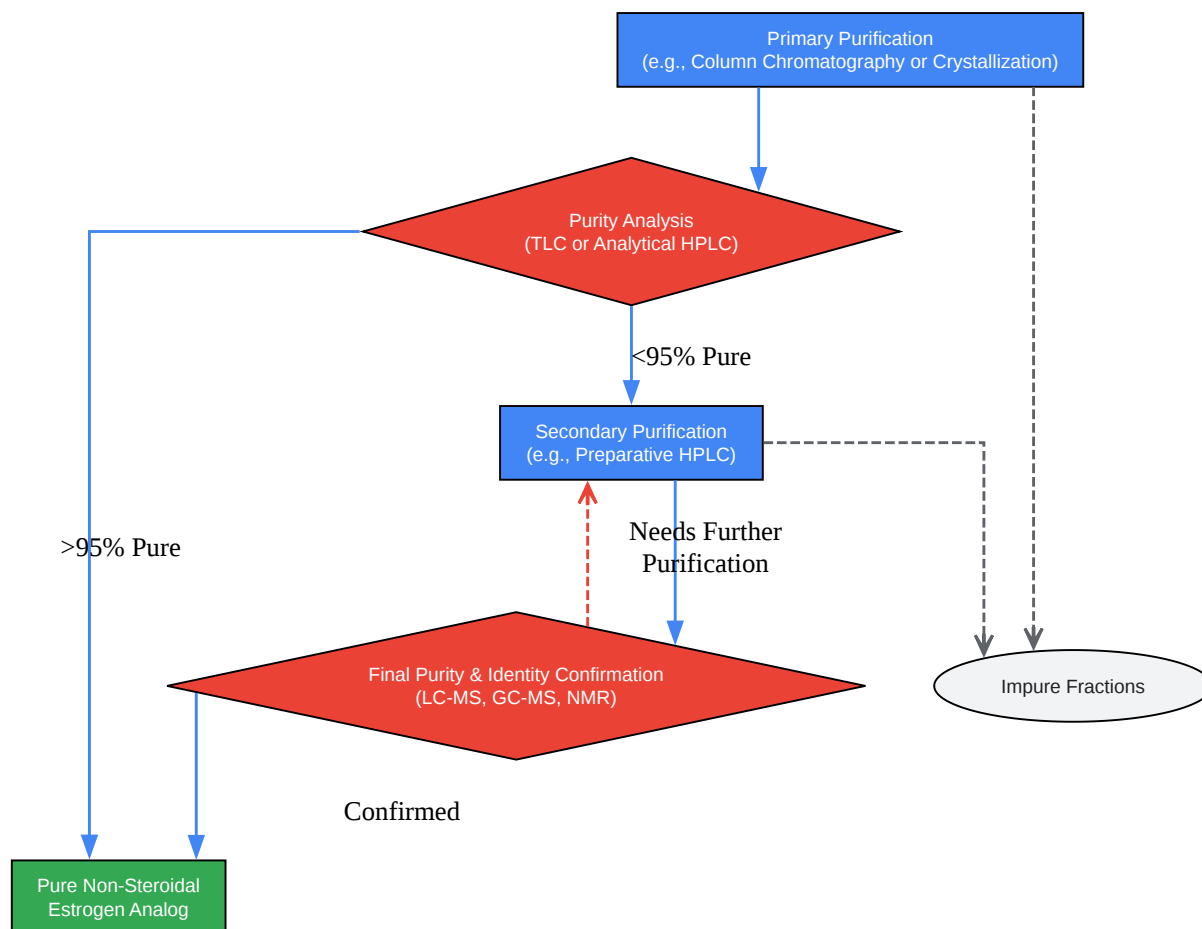 Primary Purification
(e.g., Column Chromatography or Crystallization)
Purity Analysis
(TLC or Analytical HPLC)
<95% Pure
Secondary Purification
(e.g., Preparative HPLC)
>95% Pure
Needs Further
Purification
Final Purity & Identity Confirmation
(LC-MS, GC-MS, NMR)
Impure Fractions
Confirmed
Pure Non-Steroidal
Estrogen Analog